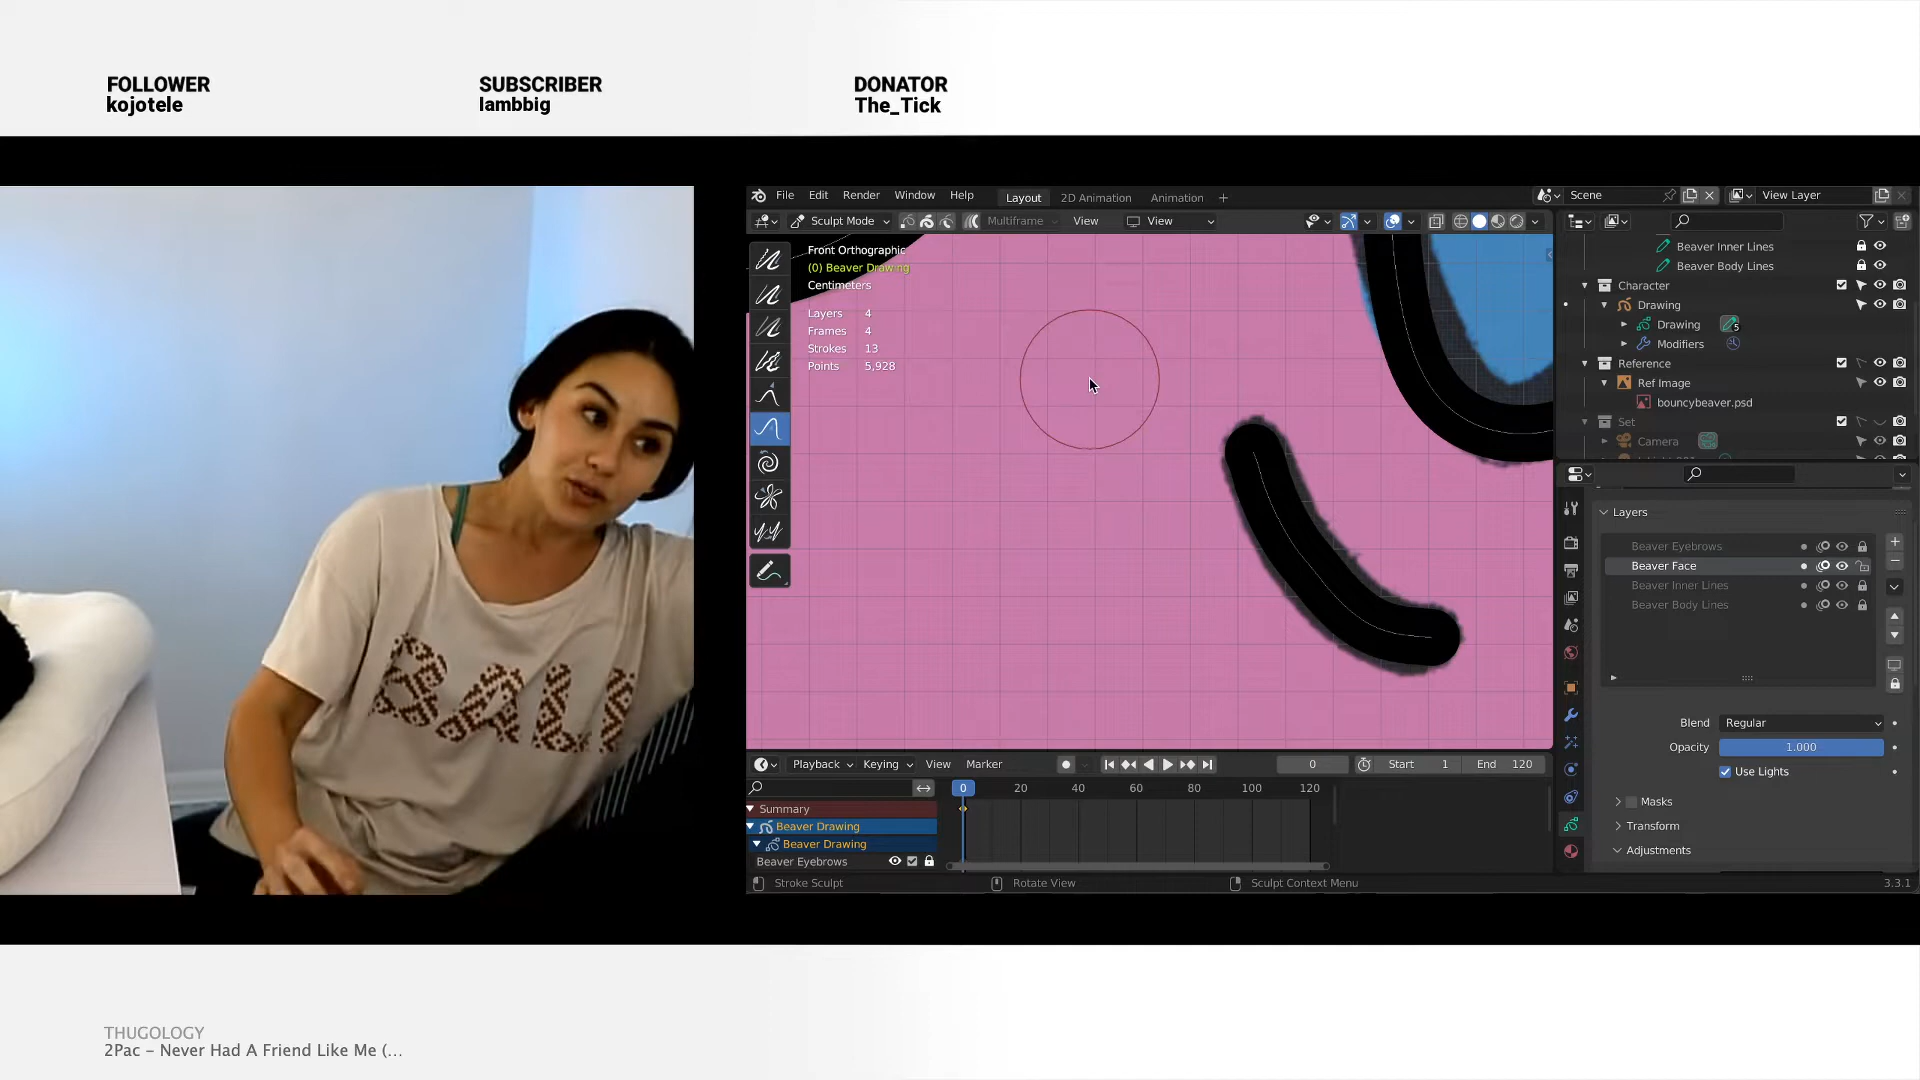 FOLLOWER
kojotele
SUBSCRIBER
lambbig
DONATOR
The_Tick
BALI
File Edit Render Window Help
Layout 2D Animation Animation +
Scene
View Layer
Sculpt Mode
Multiframe
View
View
Front Orthographic
(0) Beaver Drawing
Centimeters
Layers 4
Frames 4
Strokes 13
Points 5,928
Beaver Inner Lines
Beaver Body Lines
Character
Drawing
Drawing 5
Modifiers
Reference
Ref Image
bouncybeaver.psd
Set
Camera
Layers
Beaver Eyebrows
Beaver Face
Beaver Inner Lines
Beaver Body Lines
Blend Regular
Opacity 1.000
Use Lights
Masks
Transform
Adjustments
Playback Keying View Marker
0
Start 1
End 120
0 20 40 60 80 100 120
Summary
Beaver Drawing
Beaver Drawing
Beaver Eyebrows
Stroke Sculpt
Rotate View
Sculpt Context Menu
3.3.1
THUGOLOGY
2Pac - Never Had A Friend Like Me (...